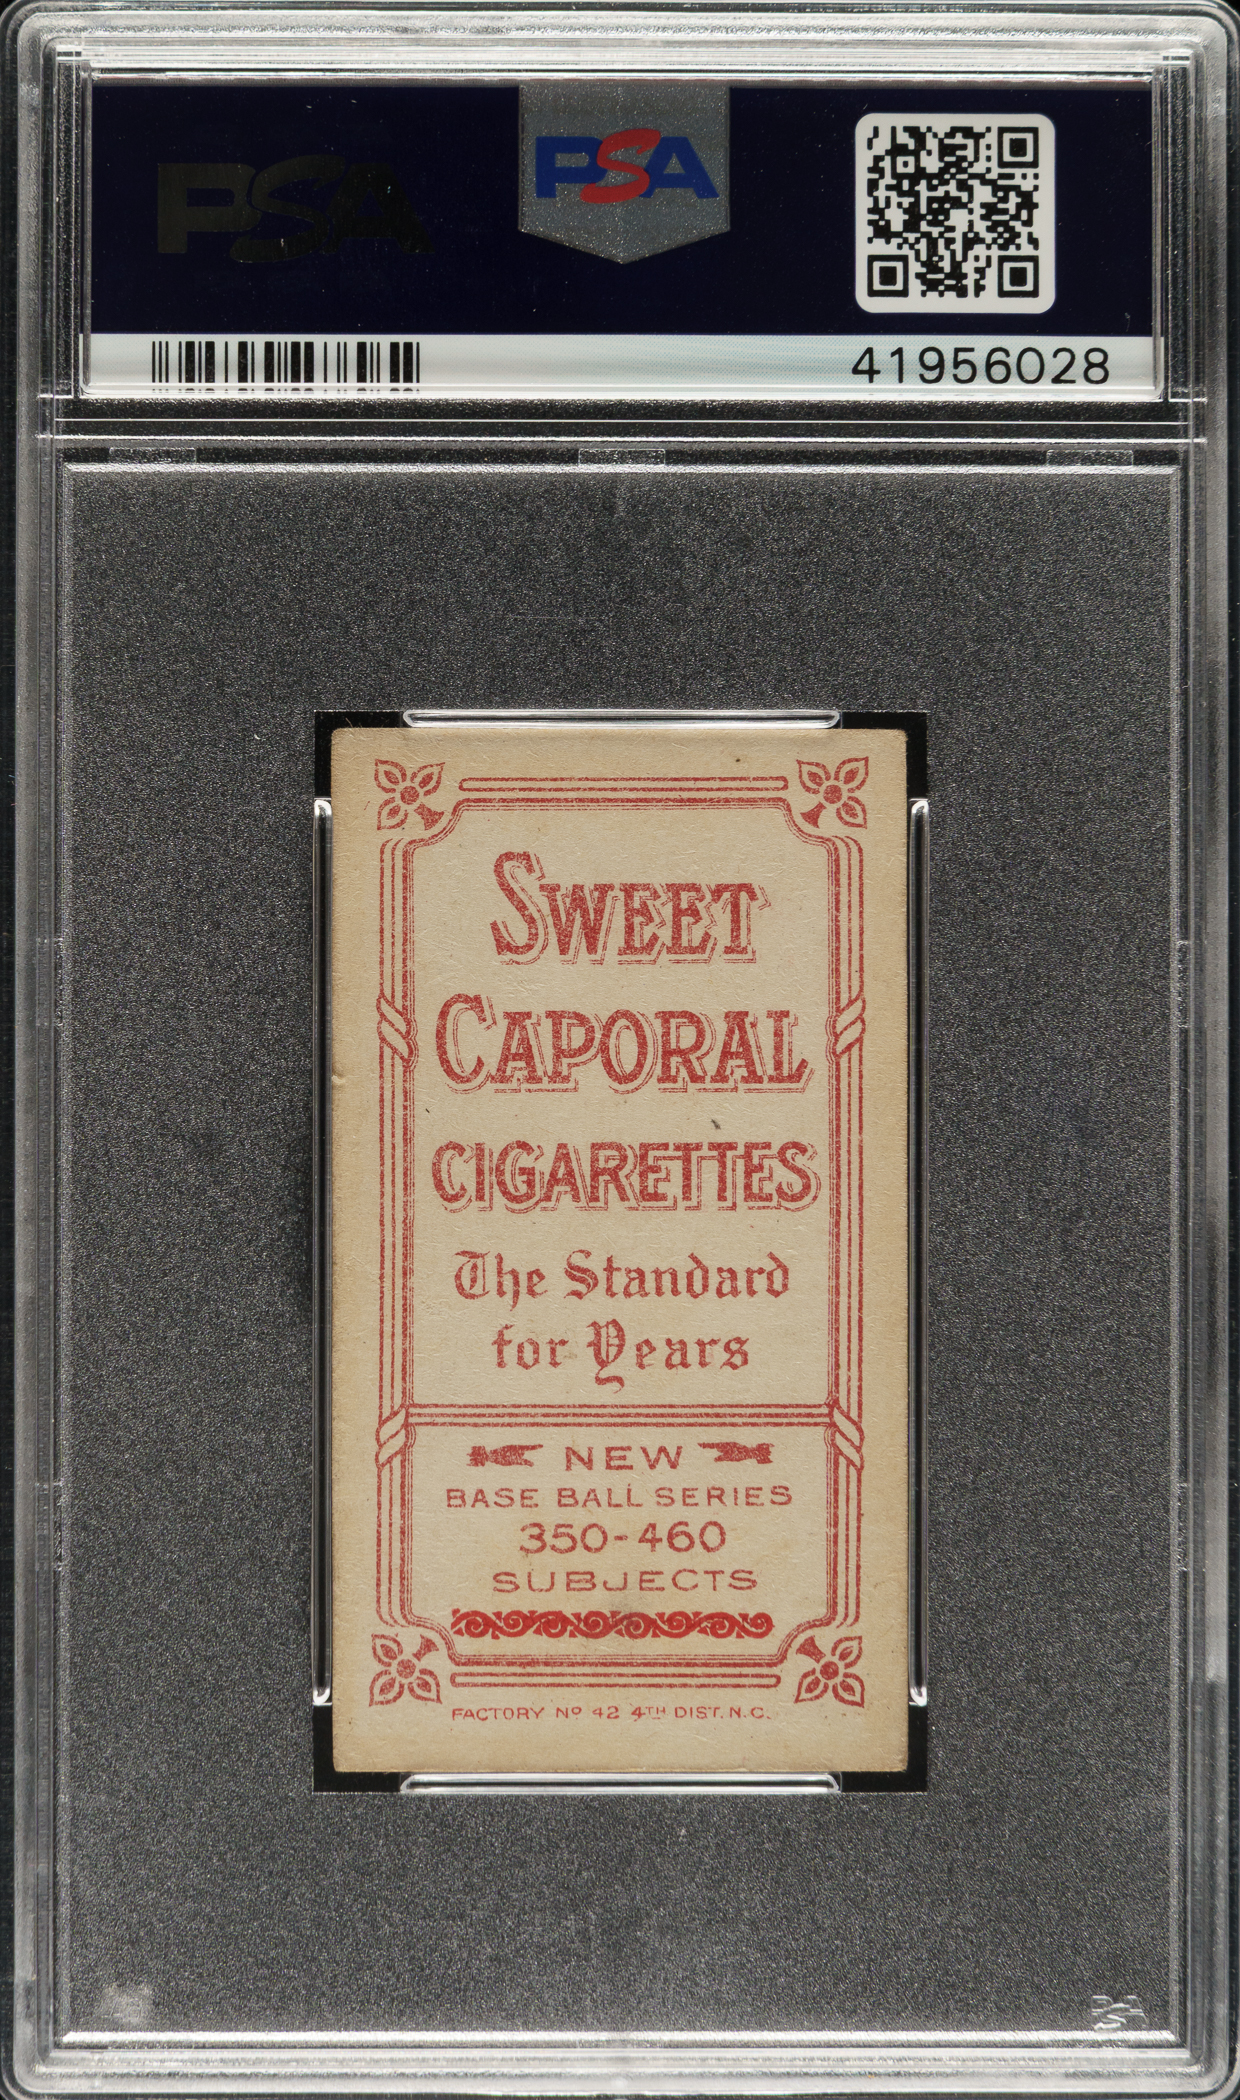 PSA
PSA
41956028
SWEET
CAPORAL
CIGARETTES
The Standard
for Years
NEW
BASE BALL SERIES
350-460
SUBJECTS
FACTORY Nº 42 4TH DIST. N.C.
PSA